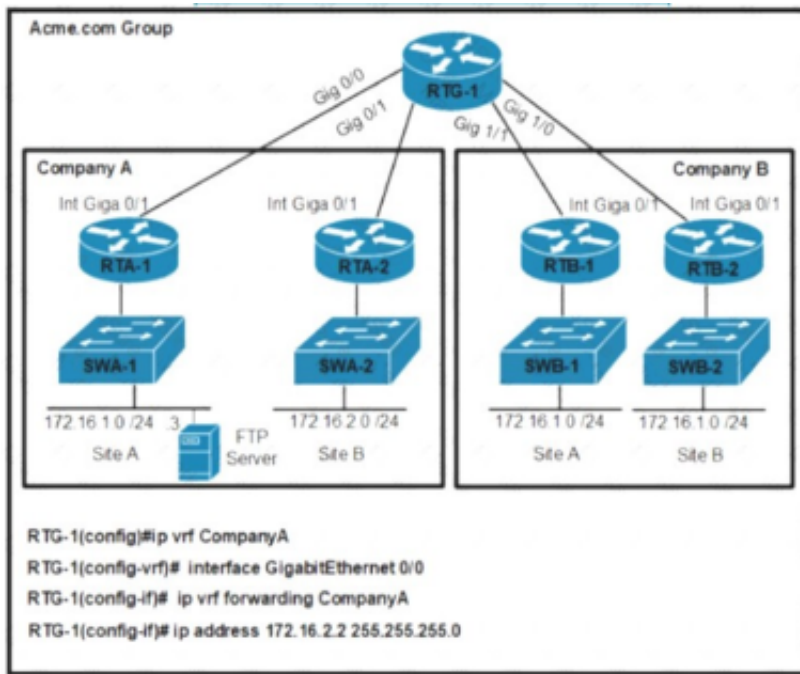 Acme.com Group
RTG-1
Gig 0/0
Gig 0/1
Gig 1/1
Gig 1/0
Company A
Company B
Int Giga 0/1
Int Giga 0/1
Int Giga 0/1
Int Giga 0/1
RTA-1
RTA-2
RTB-1
RTB-2
SWA-1
SWA-2
SWB-1
SWB-2
172.16.1.0 /24 .3
172 16.2 0 /24
172.16.1.0 /24
172.16.1.0 /24
FTP
Server
Site A
Site B
Site A
Site B
RTG-1(config)#ip vrf CompanyA
RTG-1(config-vrf)# interface GigabitEthernet 0/0
RTG-1(config-if)# ip vrf forwarding CompanyA
RTG-1(config-if)# ip address 172.16.2.2 255.255.255.0